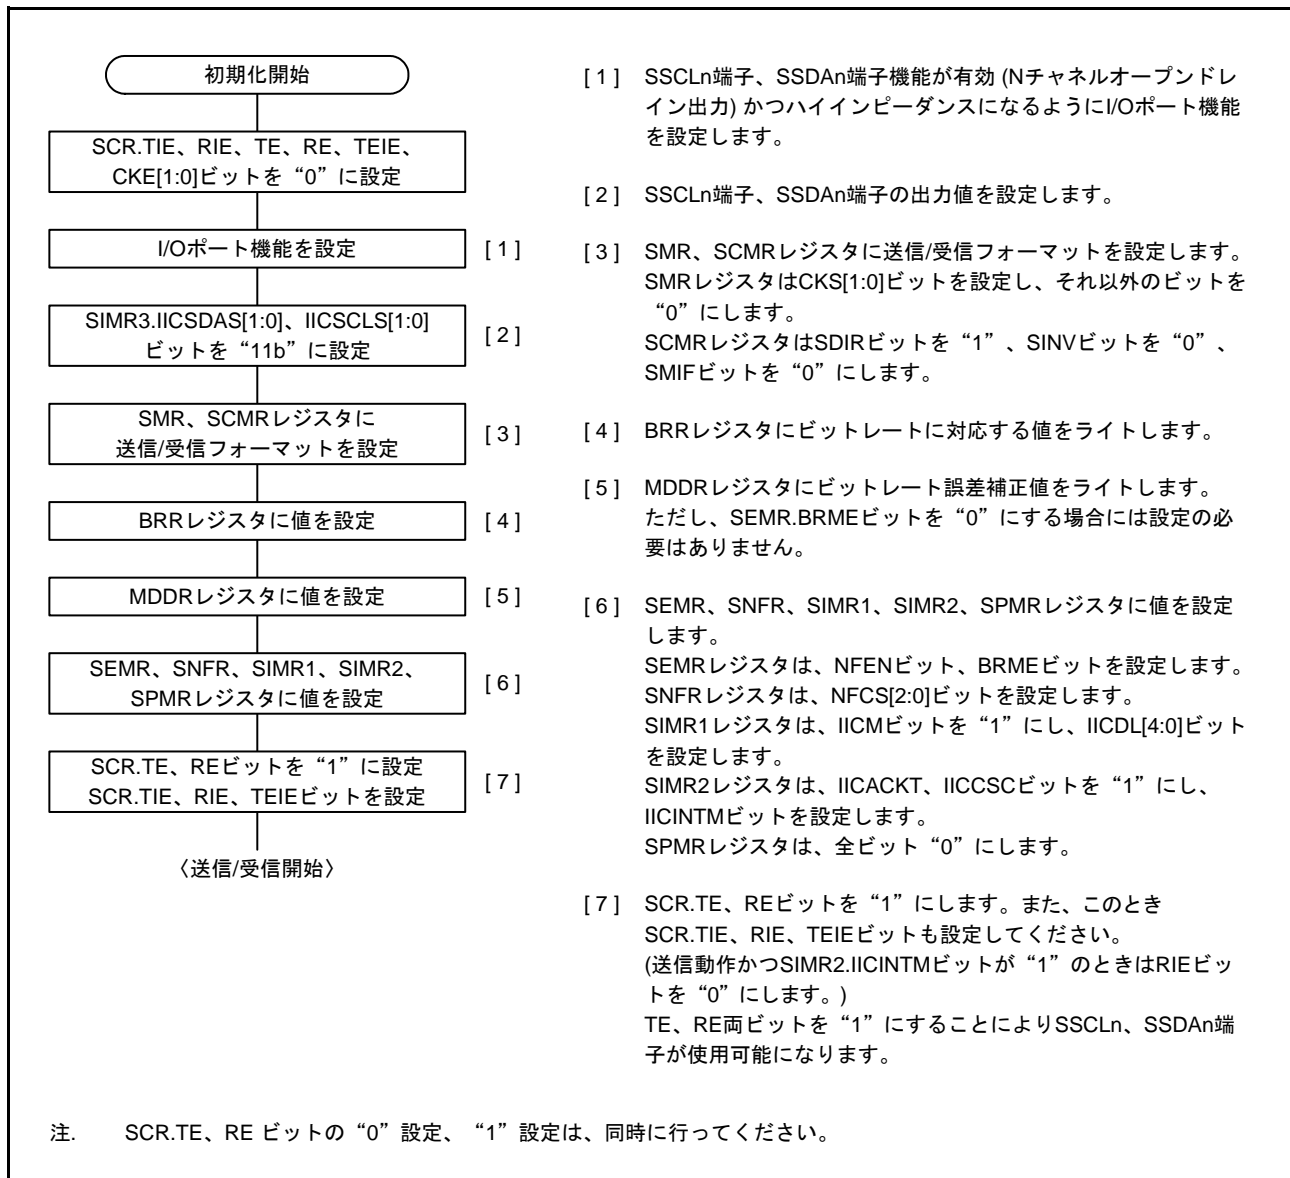 初期化開始
SCR.TIE、RIE、TE、RE、TEIE、
CKE[1:0]ビットを“0”に設定
I/Oポート機能を設定
[ 1 ]
SIMR3.IICSDAS[1:0]、IICSCLS[1:0]
ビットを“11b”に設定
[ 2 ]
SMR、SCMRレジスタに
送信/受信フォーマットを設定
[ 3 ]
BRRレジスタに値を設定
[ 4 ]
MDDRレジスタに値を設定
[ 5 ]
SEMR、SNFR、SIMR1、SIMR2、
SPMRレジスタに値を設定
[ 6 ]
SCR.TE、REビットを“1”に設定
SCR.TIE、RIE、TEIEビットを設定
[ 7 ]
〈送信/受信開始〉
[ 1 ] SSCLn端子、SSDAn端子機能が有効 (Nチャネルオープンドレ
イン出力) かつハイインピーダンスになるようにI/Oポート機能
を設定します。
[ 2 ] SSCLn端子、SSDAn端子の出力値を設定します。
[ 3 ] SMR、SCMRレジスタに送信/受信フォーマットを設定します。
SMRレジスタはCKS[1:0]ビットを設定し、それ以外のビットを
“0”にします。
SCMRレジスタはSDIRビットを“1”、SINVビットを“0”、
SMIFビットを“0”にします。
[ 4 ] BRRレジスタにビットレートに対応する値をライトします。
[ 5 ] MDDRレジスタにビットレート誤差補正値をライトします。
ただし、SEMR.BRMEビットを“0”にする場合には設定の必
要はありません。
[ 6 ] SEMR、SNFR、SIMR1、SIMR2、SPMRレジスタに値を設定
します。
SEMRレジスタは、NFENビット、BRMEビットを設定します。
SNFRレジスタは、NFCS[2:0]ビットを設定します。
SIMR1レジスタは、IICMビットを“1”にし、IICDL[4:0]ビット
を設定します。
SIMR2レジスタは、IICACKT、IICCSCビットを“1”にし、
IICINTMビットを設定します。
SPMRレジスタは、全ビット“0”にします。
[ 7 ] SCR.TE、REビットを“1”にします。また、このとき
SCR.TIE、RIE、TEIEビットも設定してください。
(送信動作かつSIMR2.IICINTMビットが“1”のときはRIEビッ
トを“0”にします。)
TE、RE両ビットを“1”にすることによりSSCLn、SSDAn端
子が使用可能になります。
注. SCR.TE、RE ビットの“0”設定、“1”設定は、同時に行ってください。